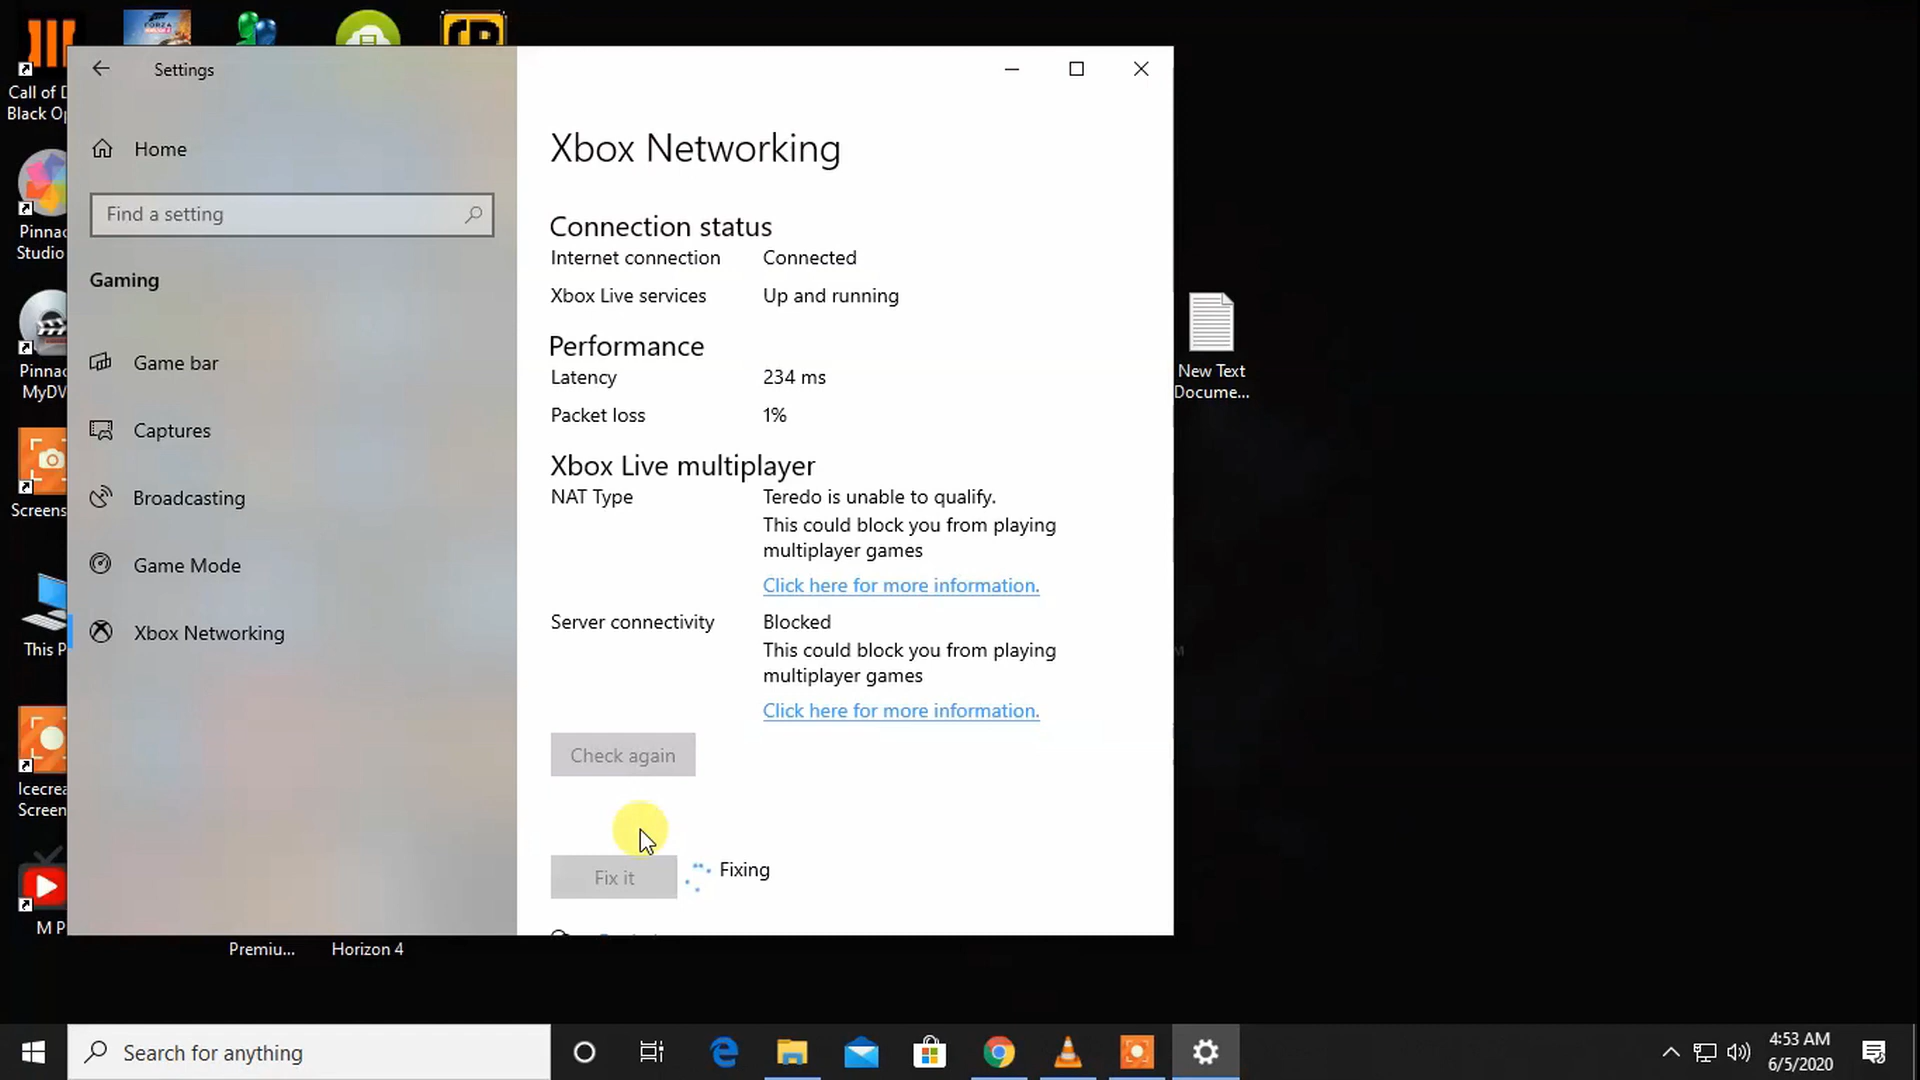 Call of D
Black Op
Pinnac
Studio
Pinnac
MyDV
Screens
This P
Icecrea
Screen
M P
Premiu...
Horizon 4
FORZA
Settings
Home
Find a setting
Gaming
Game bar
Captures
Broadcasting
Game Mode
Xbox Networking
Xbox Networking
Connection status
Internet connection Connected
Xbox Live services Up and running
Performance
Latency 234 ms
Packet loss 1%
Xbox Live multiplayer
NAT Type Teredo is unable to qualify.
This could block you from playing
multiplayer games
Click here for more information.
Server connectivity Blocked
This could block you from playing
multiplayer games
Click here for more information.
Check again
Fix it Fixing
New Text
Docume...
Search for anything
4:53 AM
6/5/2020